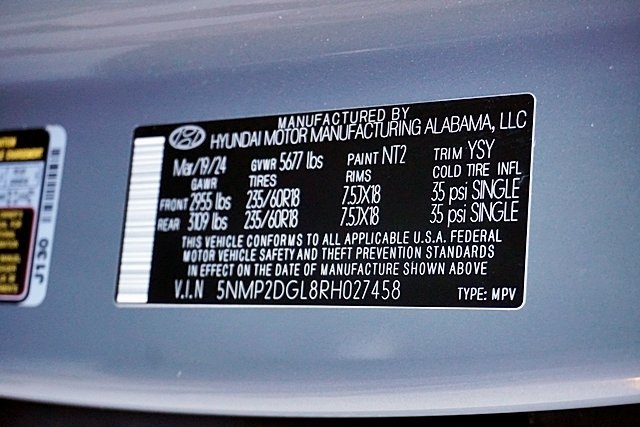 MANUFACTURED BY
HYUNDAI MOTOR MANUFACTURING ALABAMA, LLC
Mar/19/24 GVWR 5677 lbs PAINT NT2 TRIM YSY
GAWR TIRES RIMS COLD TIRE INFL
FRONT 2955 lbs 235/60R18 7.5JX18 35 psi SINGLE
REAR 3109 lbs 235/60R18 7.5JX18 35 psi SINGLE
THIS VEHICLE CONFORMS TO ALL APPLICABLE U.S.A. FEDERAL
MOTOR VEHICLE SAFETY AND THEFT PREVENTION STANDARDS
IN EFFECT ON THE DATE OF MANUFACTURE SHOWN ABOVE
V.I.N 5NMP2DGL8RH027458 TYPE: MPV
J130